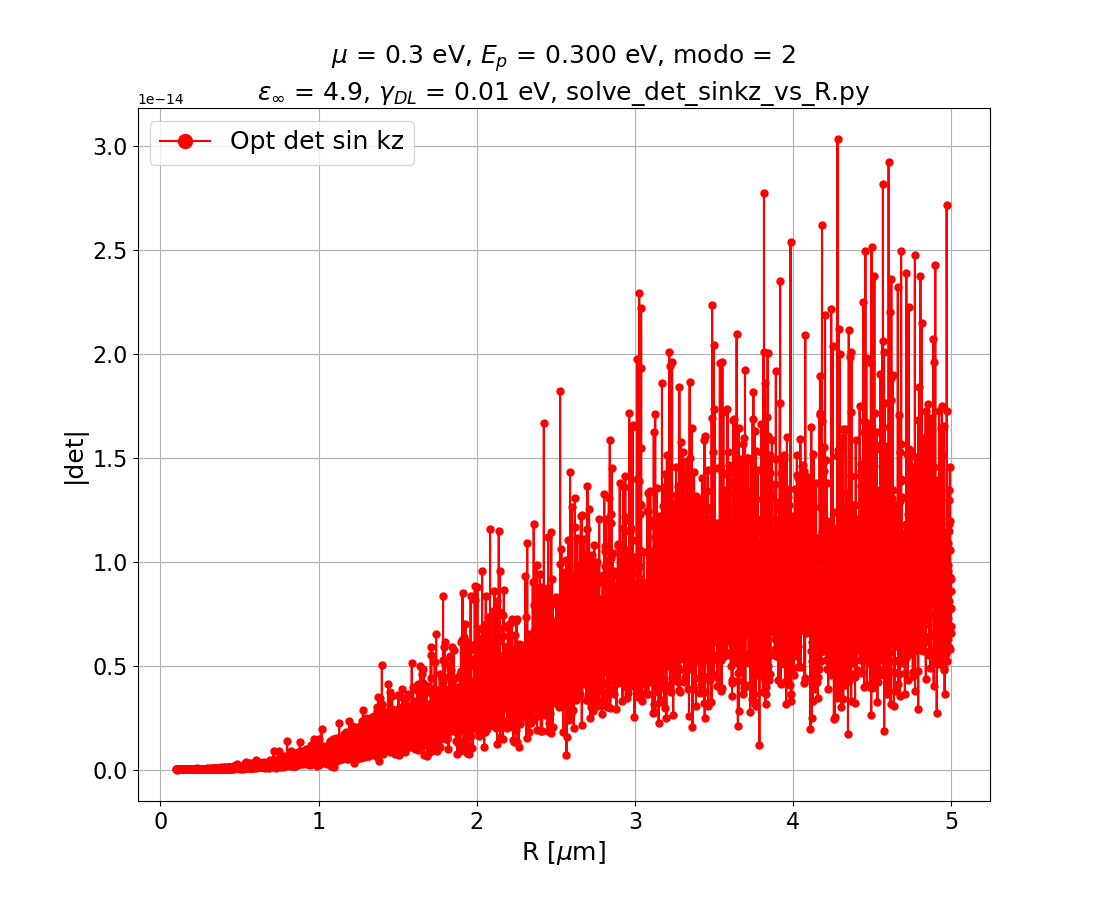 μ = 0.3 eV, E_p = 0.300 eV, modo = 2
ε_∞ = 4.9, γ_DL = 0.01 eV, solve_det_sinkz_vs_R.py
1e−14
Opt det sin kz
3.0
2.5
2.0
1.5
1.0
0.5
0.0
|det|
0 1 2 3 4 5
R [μm]